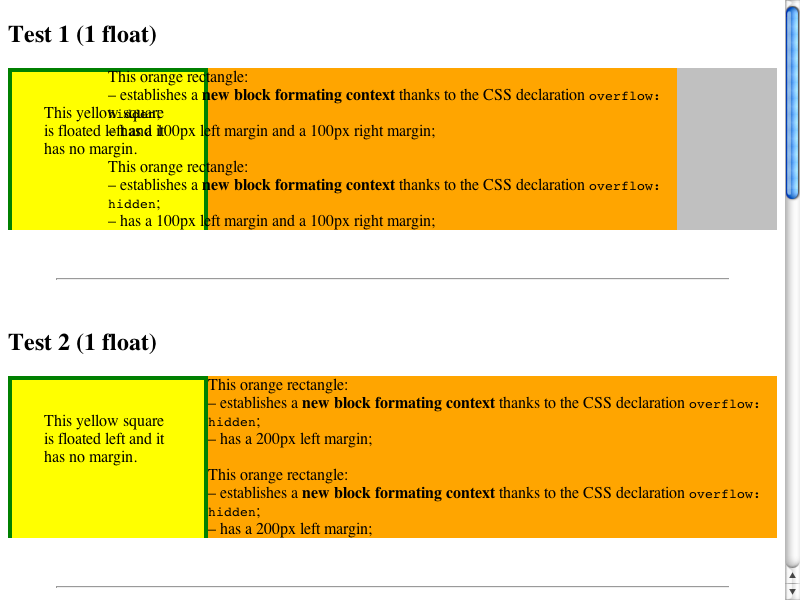 Test 1 (1 float)
This orange rectangle:
– establishes a new block formating context thanks to the CSS declaration overflow:
hidden;
– has a 100px left margin and a 100px right margin;
This yellow square
is floated left and it
has no margin.
This orange rectangle:
– establishes a new block formating context thanks to the CSS declaration overflow:
hidden;
– has a 100px left margin and a 100px right margin;
Test 2 (1 float)
This yellow square
is floated left and it
has no margin.
This orange rectangle:
– establishes a new block formating context thanks to the CSS declaration overflow:
hidden;
– has a 200px left margin;
This orange rectangle:
– establishes a new block formating context thanks to the CSS declaration overflow:
hidden;
– has a 200px left margin;